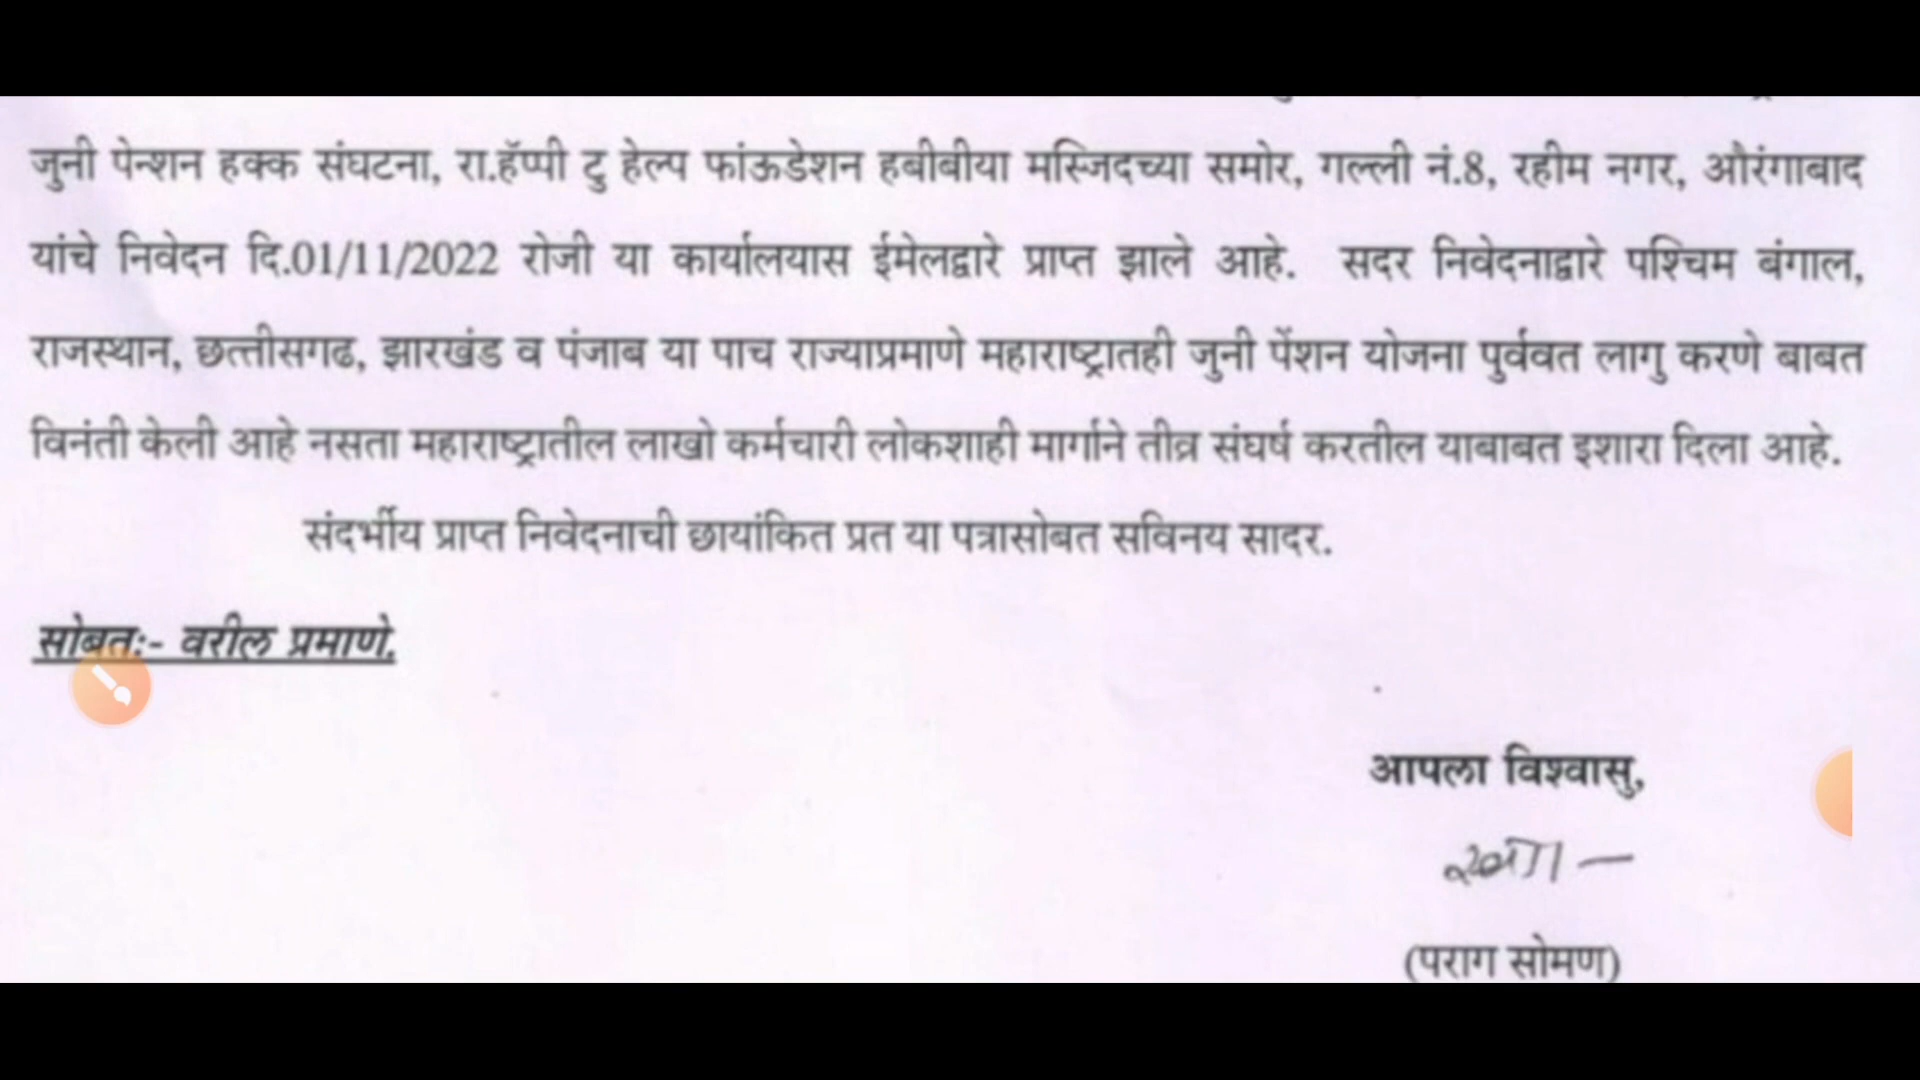 जुनी पेन्शन हक्क संघटना, रा.हॅप्पी टु हेल्प फांऊडेशन हबीबीया मस्जिदच्या समोर, गल्ली नं.8, रहीम नगर, औरंगाबाद
यांचे निवेदन दि.01/11/2022 रोजी या कार्यालयास ईमेलद्वारे प्राप्त झाले आहे. सदर निवेदनाद्वारे पश्चिम बंगाल,
राजस्थान, छत्तीसगढ, झारखंड व पंजाब या पाच राज्याप्रमाणे महाराष्ट्रातही जुनी पेंशन योजना पुर्ववत लागु करणे बाबत
विनंती केली आहे नसता महाराष्ट्रातील लाखो कर्मचारी लोकशाही मार्गाने तीव्र संघर्ष करतील याबाबत इशारा दिला आहे.
संदर्भीय प्राप्त निवेदनाची छायांकित प्रत या पत्रासोबत सविनय सादर.
सोबतः- वरील प्रमाणे.
आपला विश्वासु,
(पराग सोमण)